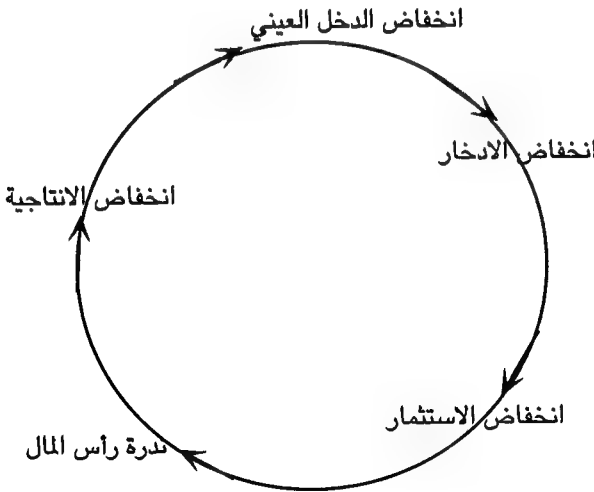 انخفاض الدخل العيني
انخفاض الادخار
انخفاض الاستثمار
ندرة رأس المال
انخفاض الانتاجية